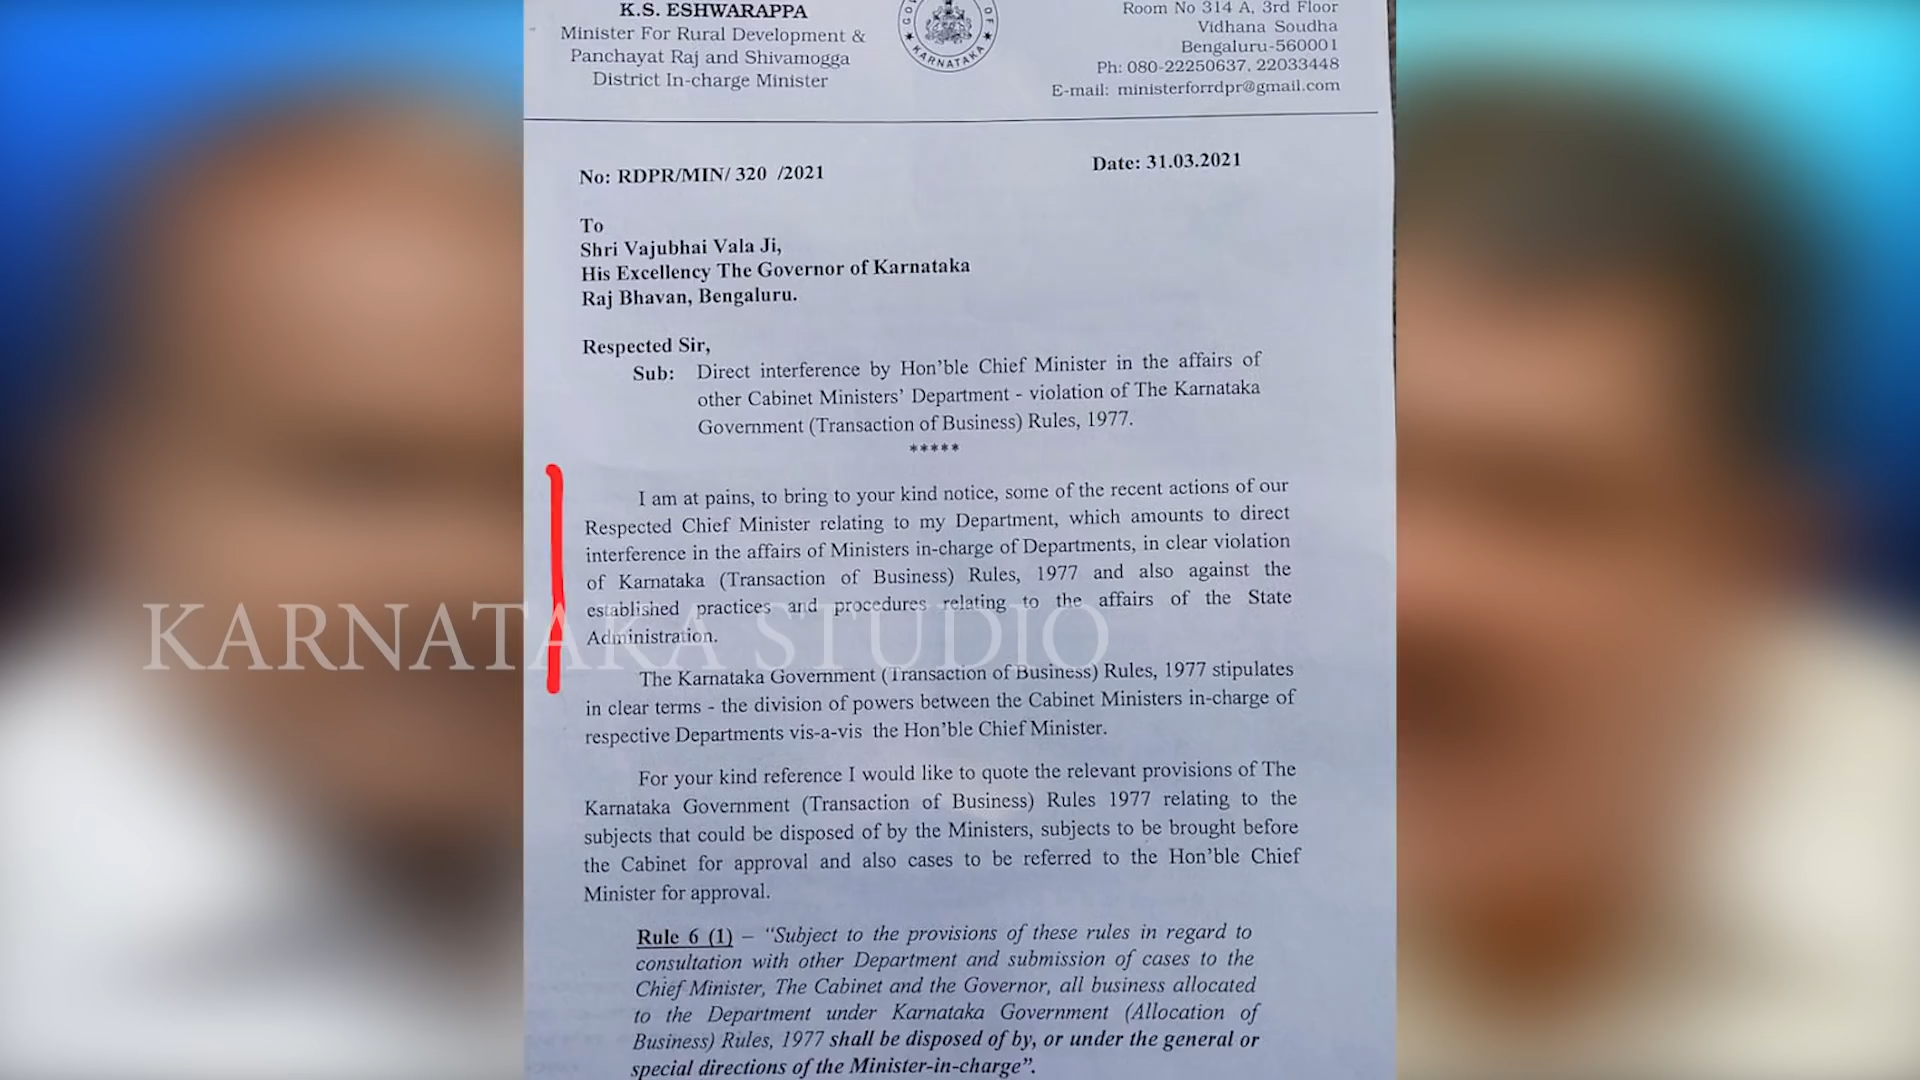 K.S. ESHWARAPPA
Minister For Rural Development &
Panchayat Raj and Shivamogga
District In-charge Minister
OF
KARNATAKA
Room No 314 A, 3rd Floor
Vidhana Soudha
Bengaluru-560001
Ph: 080-22250637, 22033448
E-mail: ministerforrdpr@gmail.com
No: RDPR/MIN/ 320 /2021
Date: 31.03.2021
To
Shri Vajubhai Vala Ji,
His Excellency The Governor of Karnataka
Raj Bhavan, Bengaluru.
Respected Sir,
Sub: Direct interference by Hon'ble Chief Minister in the affairs of
other Cabinet Ministers' Department - violation of The Karnataka
Government (Transaction of Business) Rules, 1977.
*****
I am at pains, to bring to your kind notice, some of the recent actions of our
Respected Chief Minister relating to my Department, which amounts to direct
interference in the affairs of Ministers in-charge of Departments, in clear violation
of Karnataka (Transaction of Business) Rules, 1977 and also against the
established practices and procedures relating to the affairs of the State
Administration.
KARNATAKA STUDIO
The Karnataka Government (Transaction of Business) Rules, 1977 stipulates
in clear terms - the division of powers between the Cabinet Ministers in-charge of
respective Departments vis-a-vis the Hon'ble Chief Minister.
For your kind reference I would like to quote the relevant provisions of The
Karnataka Government (Transaction of Business) Rules 1977 relating to the
subjects that could be disposed of by the Ministers, subjects to be brought before
the Cabinet for approval and also cases to be referred to the Hon'ble Chief
Minister for approval.
Rule 6 (1) – "Subject to the provisions of these rules in regard to
consultation with other Department and submission of cases to the
Chief Minister, The Cabinet and the Governor, all business allocated
to the Department under Karnataka Government (Allocation of
Business) Rules, 1977 shall be disposed of by, or under the general or
special directions of the Minister-in-charge".